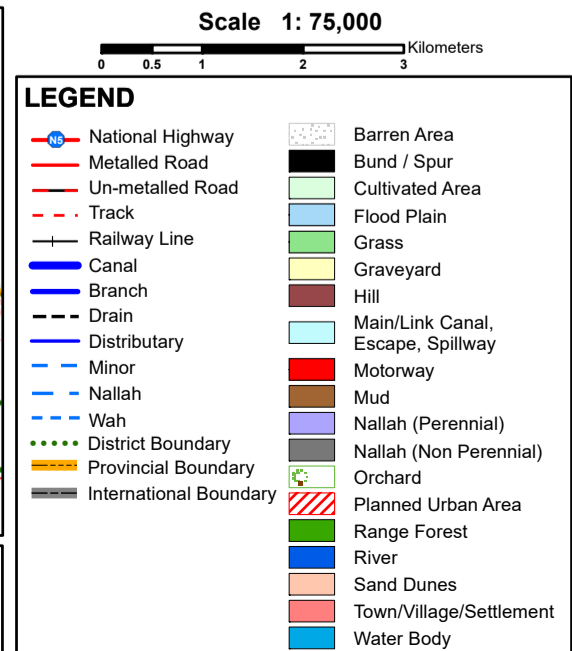 Scale 1: 75,000
Kilometers
0 0.5 1 2 3
LEGEND
N5 National Highway
Metalled Road
Un-metalled Road
Track
Railway Line
Canal
Branch
Drain
Distributary
Minor
Nallah
Wah
District Boundary
Provincial Boundary
International Boundary
Barren Area
Bund / Spur
Cultivated Area
Flood Plain
Grass
Graveyard
Hill
Main/Link Canal,
Escape, Spillway
Motorway
Mud
Nallah (Perennial)
Nallah (Non Perennial)
Orchard
Planned Urban Area
Range Forest
River
Sand Dunes
Town/Village/Settlement
Water Body